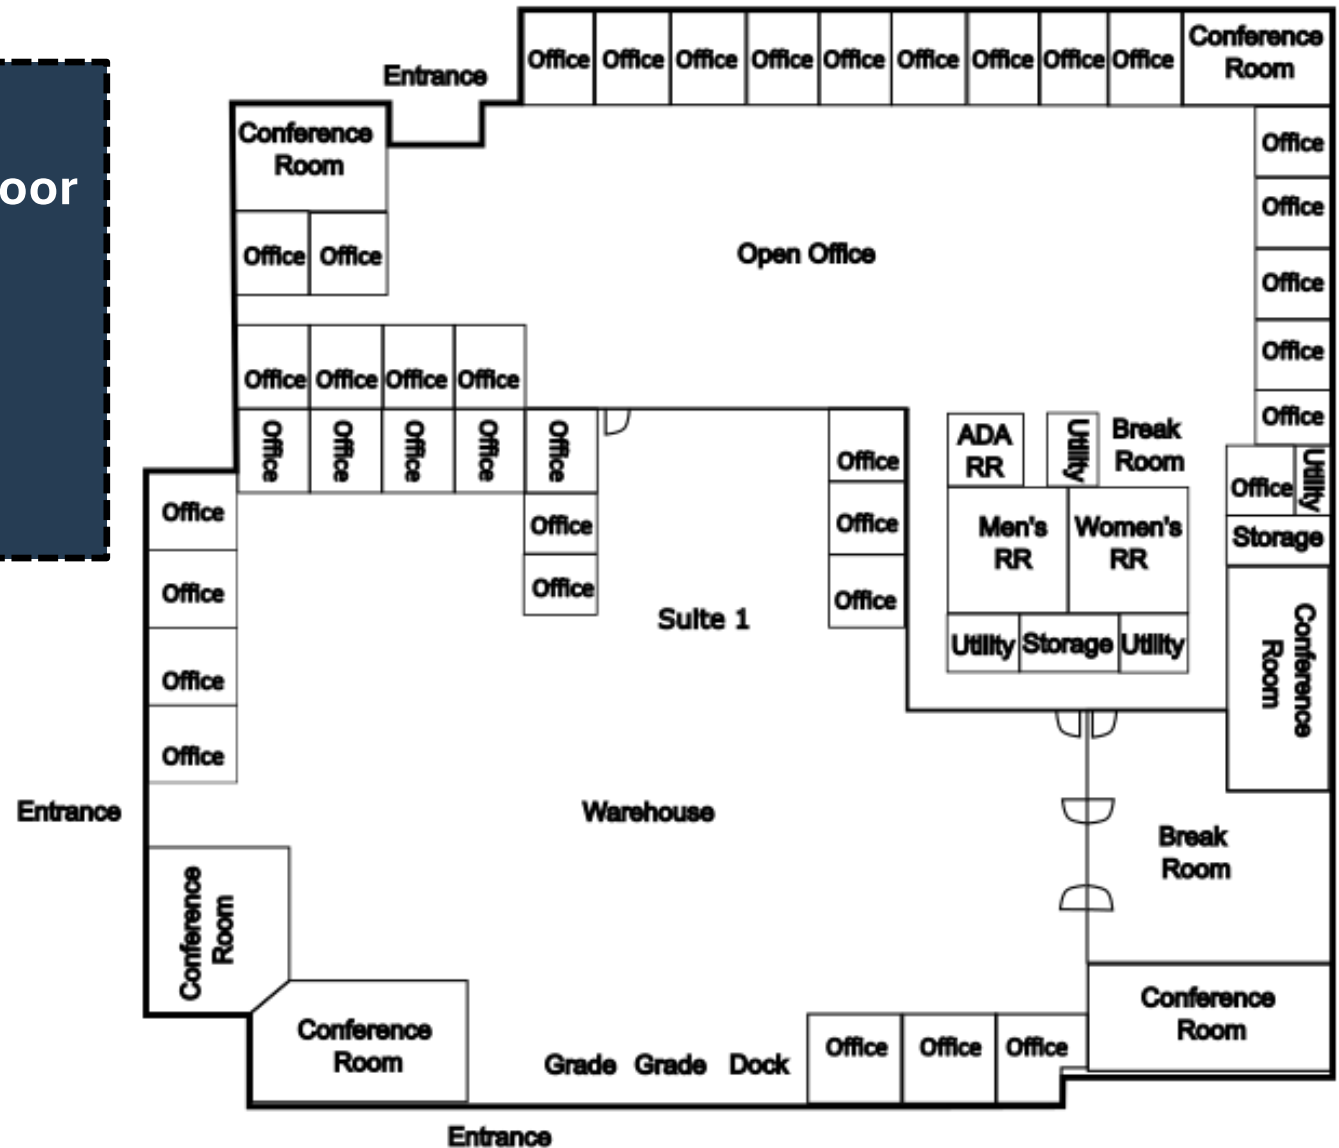 Office Office Office Office Office Office Office Office Office
Conference
Room
Entrance
oor
Conference
Room
Office
Office
Office Office
Open Office
Office
Office
Office Office Office Office
Office
Office Office Office Office Office
Office
ADA
RR
Utility
Break
Room
Office
Utility
Office
Office
Office
Men's
RR
Women's
RR
Storage
Office
Office
Office
Suite 1
Utility Storage Utility
Conference
Room
Office
Office
Entrance
Warehouse
Break
Room
Conference
Room
Conference
Room
Grade Grade Dock
Office Office Office
Conference
Room
Entrance